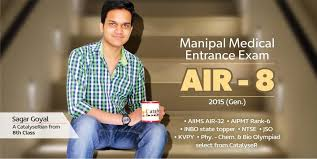 Manipal Medical
Entrance Exam
AIR - 8
2015 (Gen.)
• AIIMS AIR-32 • AIPMT Rank-6
• INBO state topper • NTSE • JSO
• KVPY • Phy. - Chem. & Bio Olympiad
select from CatalyseR
Sagar Goyal
A CatalyseRian from
8th Class